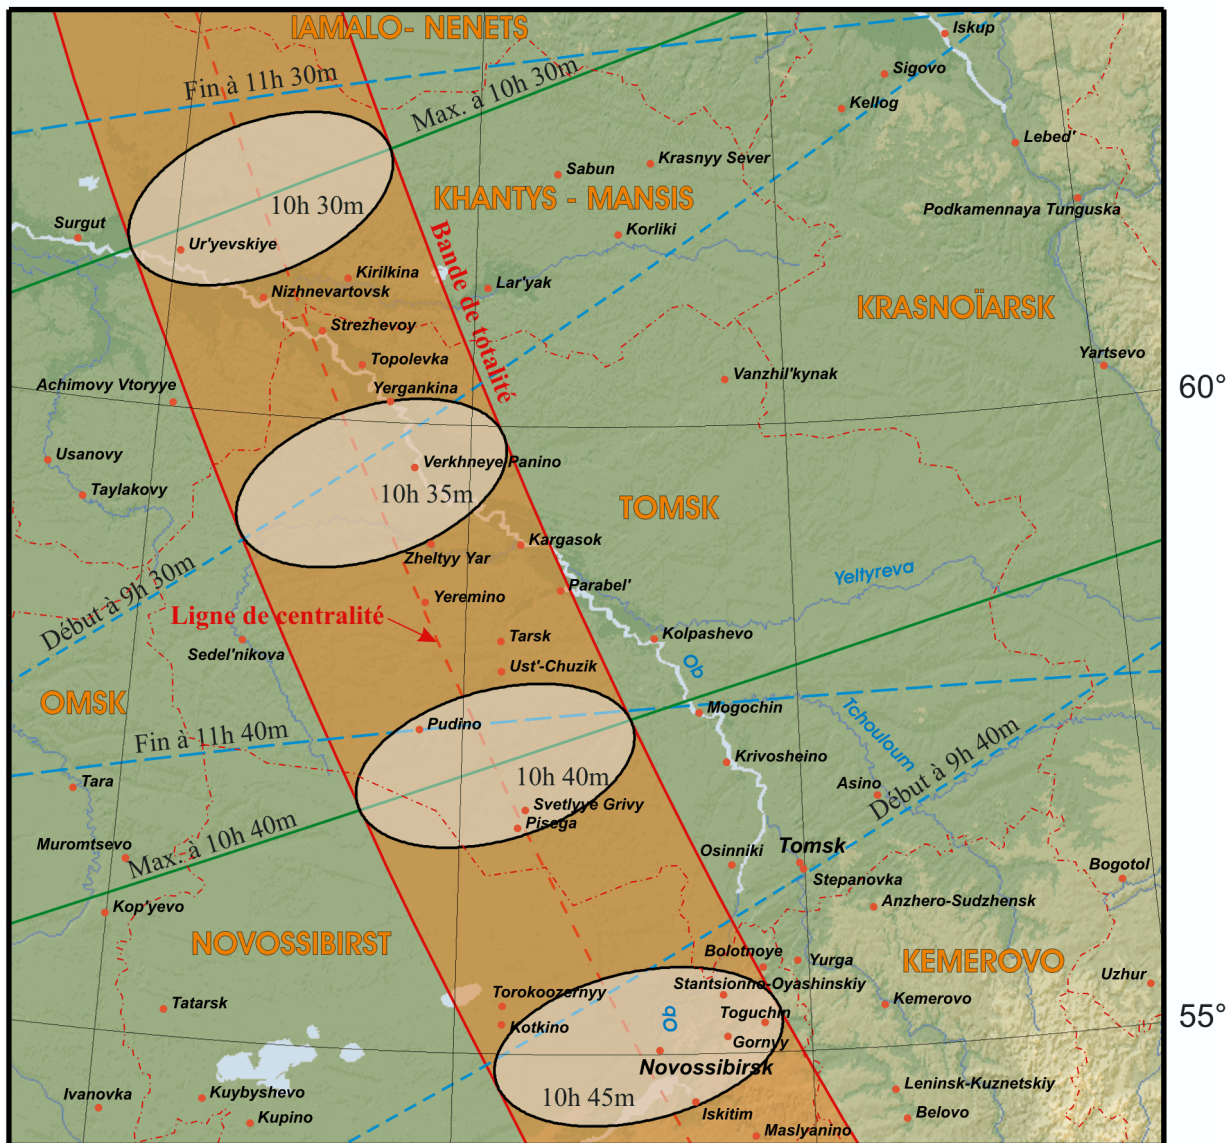 IAMALO- NENETS
Iskup
Fin à 11h 30m
Max. à 10h 30m
Sigovo
Kellog
Lebed'
Krasnyy Sever
Sabun
KHANTYS - MANSIS
10h 30m
Podkamennaya Tunguska
Surgut
Ur'yevskiye
Korliki
Bande de totalité
Kirilkina
Lar'yak
Nizhnevartovsk
KRASNOÏARSK
Strezhevoy
Topolevka
Yartsevo
Vanzhil'kynak
Achimovy Vtoryye
Yergankina
60°
Usanovy
Verkhneye Panino
Taylakovy
10h 35m
TOMSK
Kargasok
Zheltyy Yar
Yeltyreva
Début à 9h 30m
Parabel'
Yeremino
Ligne de centralité
Tarsk
Kolpashevo
Sedel'nikova
Ust'-Chuzik
Ob
OMSK
Mogochin
Tchouloum
Pudino
Fin à 11h 40m
Début à 9h 40m
Krivosheino
10h 40m
Tara
Asino
Svetlyye Grivy
Pisega
Max. à 10h 40m
Muromtsevo
Osinniki
Tomsk
Bogotol
Stepanovka
Anzhero-Sudzhensk
Kop'yevo
NOVOSSIBIRST
Bolotnoye
Yurga
KEMEROVO
Uzhur
Stantsionno-Oyashinskiy
Torokoozernyy
Kemerovo
Tatarsk
Toguchin
55°
Ob
Kotkino
Gornyy
Novossibirsk
Leninsk-Kuznetskiy
Ivanovka
Kuybyshevo
10h 45m
Iskitim
Belovo
Kupino
Maslyanino